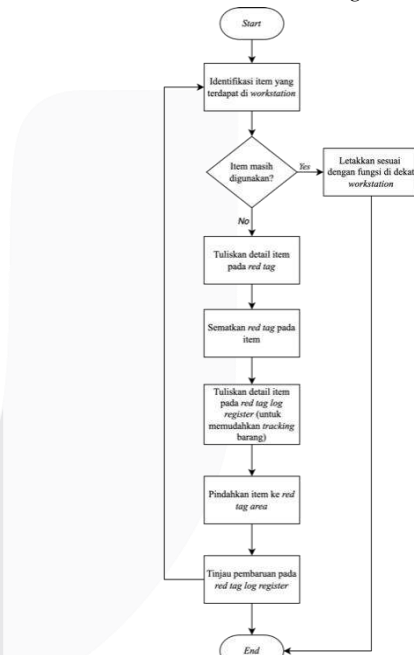 Start
Identifikasi item yang
terdapat di workstation
Item masih
digunakan?
Yes
Letakkan sesuai
dengan fungsi di dekat
workstation
No
Tuliskan detail item
pada red tag
Sematkan red tag pada
item
Tuliskan detail item
pada red tag log
register (untuk
memudahkan tracking
barang)
Pindahkan item ke red
tag area
Tinjau pembaruan pada
red tag log register
End